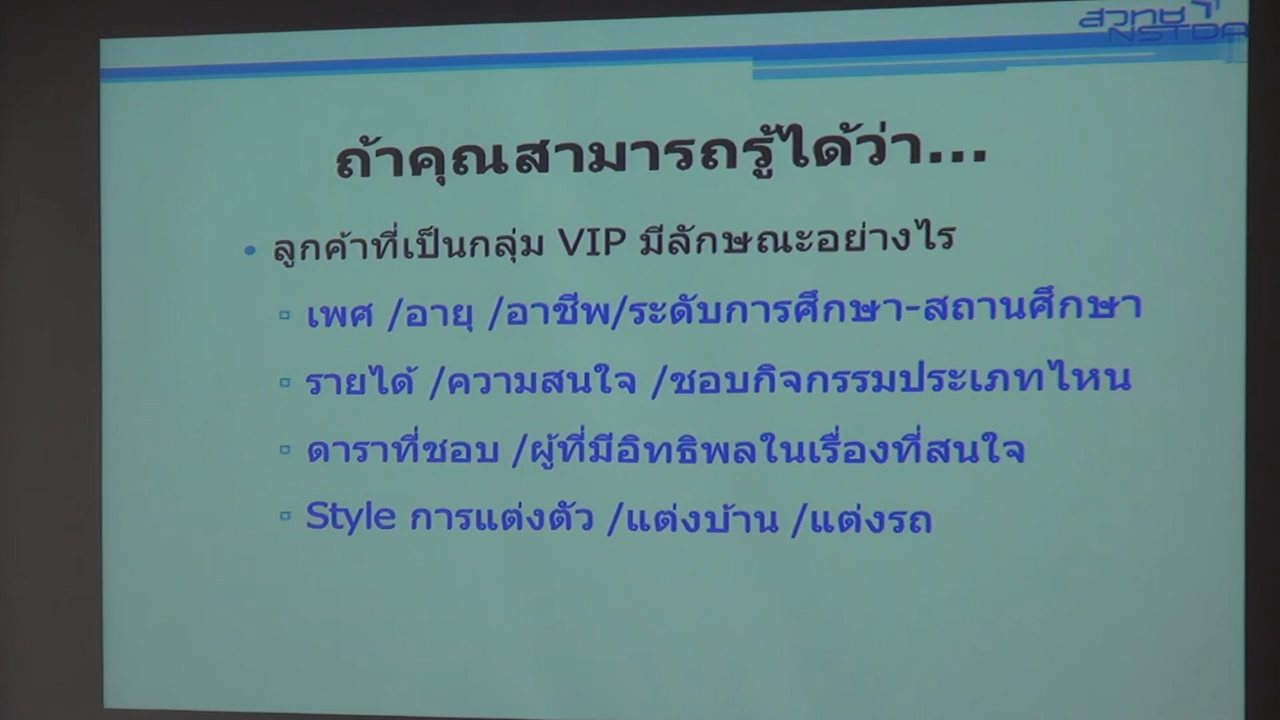 สวทช
NSTDA
ถ้าคุณสามารถรู้ได้ว่า...
• ลูกค้าที่เป็นกลุ่ม VIP มีลักษณะอย่างไร
▫ เพศ /อายุ /อาชีพ/ระดับการศึกษา-สถานศึกษา
▫ รายได้ /ความสนใจ /ชอบกิจกรรมประเภทไหน
▫ ดาราที่ชอบ /ผู้ที่มีอิทธิพลในเรื่องที่สนใจ
▫ Style การแต่งตัว /แต่งบ้าน /แต่งรถ